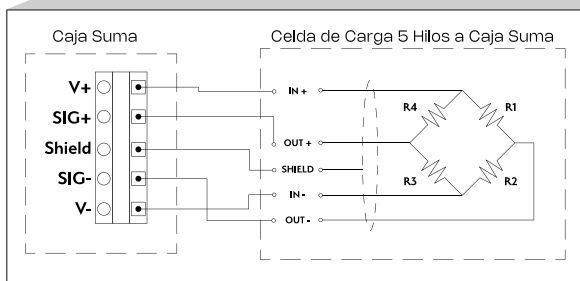 Caja Suma
Celda de Carga 5 Hilos a Caja Suma
V+
SIG+
Shield
SIG-
V-
IN +
OUT +
SHIELD
IN -
OUT -
R4
R1
R3
R2